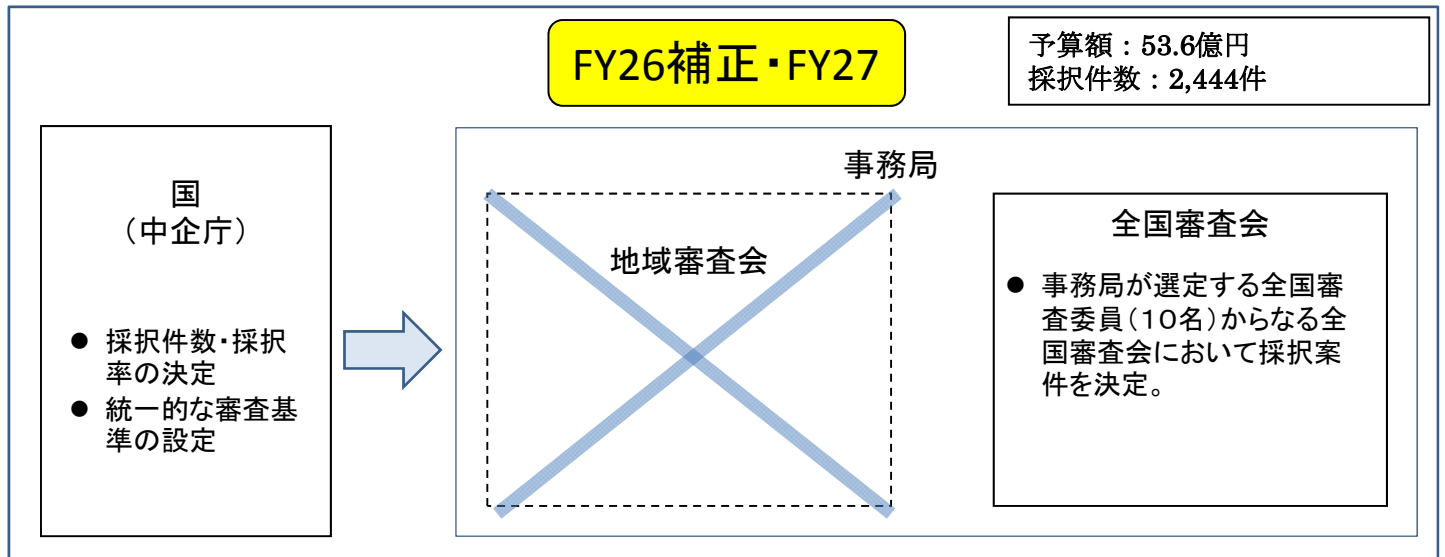 FY26補正・FY27
予算額：53.6億円
採択件数：2,444件
国
（中企庁）
● 採択件数・採択
率の決定
● 統一的な審査基
準の設定
事務局
地域審査会
全国審査会
● 事務局が選定する全国審
査委員（１０名）からなる全
国審査会において採択案
件を決定。